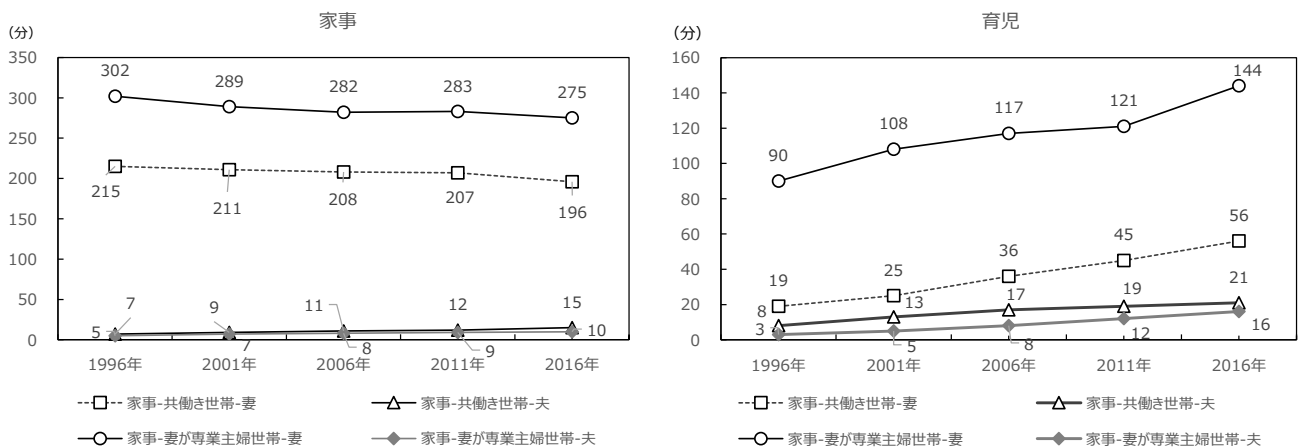 家事
(分)
350
300
250
200
150
100
50
0
302
289
282
283
275
215
211
208
207
196
7
9
11
12
15
5
7
8
9
10
1996年
2001年
2006年
2011年
2016年
家事-共働き世帯-妻
家事-共働き世帯-夫
家事-妻が専業主婦世帯-妻
家事-妻が専業主婦世帯-夫
育児
(分)
160
140
120
100
80
60
40
20
0
90
108
117
121
144
19
25
36
45
56
8
13
17
19
21
3
5
8
12
16
1996年
2001年
2006年
2011年
2016年
家事-共働き世帯-妻
家事-共働き世帯-夫
家事-妻が専業主婦世帯-妻
家事-妻が専業主婦世帯-夫